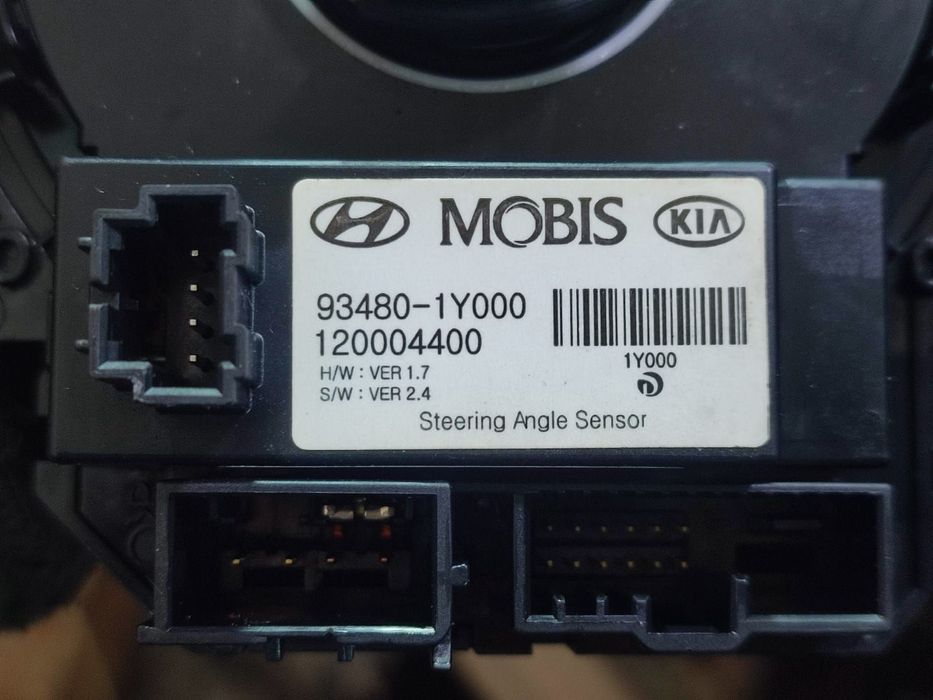 MOBIS KIA
93480-1Y000
120004400
H/W : VER 1.7
S/W : VER 2.4
1Y000
Steering Angle Sensor